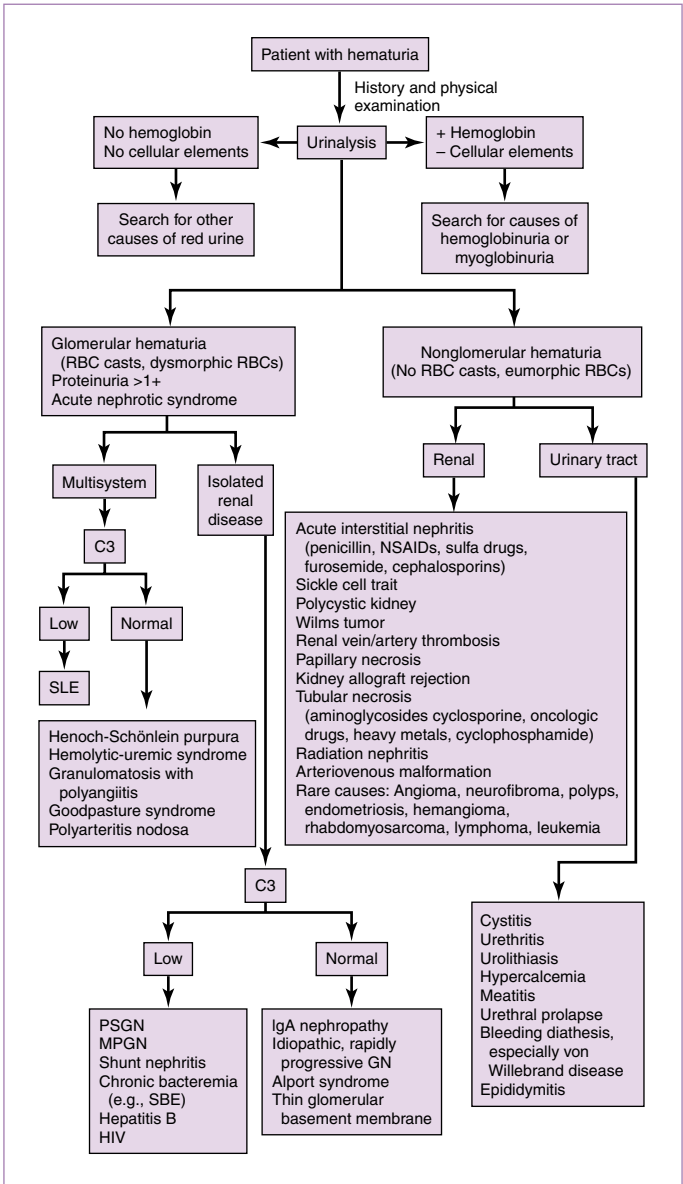 Patient with hematuria
History and physical
examination
No hemoglobin
No cellular elements
Urinalysis
+ Hemoglobin
– Cellular elements
Search for other
causes of red urine
Search for causes of
hemoglobinuria or
myoglobinuria
Glomerular hematuria
(RBC casts, dysmorphic RBCs)
Proteinuria >1+
Acute nephrotic syndrome
Nonglomerular hematuria
(No RBC casts, eumorphic RBCs)
Multisystem
Isolated
renal
disease
Renal
Urinary tract
C3
Low
Normal
SLE
Henoch-Schönlein purpura
Hemolytic-uremic syndrome
Granulomatosis with
polyangiitis
Goodpasture syndrome
Polyarteritis nodosa
Acute interstitial nephritis
(penicillin, NSAIDs, sulfa drugs,
furosemide, cephalosporins)
Sickle cell trait
Polycystic kidney
Wilms tumor
Renal vein/artery thrombosis
Papillary necrosis
Kidney allograft rejection
Tubular necrosis
(aminoglycosides cyclosporine, oncologic
drugs, heavy metals, cyclophosphamide)
Radiation nephritis
Arteriovenous malformation
Rare causes: Angioma, neurofibroma, polyps,
endometriosis, hemangioma,
rhabdomyosarcoma, lymphoma, leukemia
C3
Low
Normal
PSGN
MPGN
Shunt nephritis
Chronic bacteremia
(e.g., SBE)
Hepatitis B
HIV
IgA nephropathy
Idiopathic, rapidly
progressive GN
Alport syndrome
Thin glomerular
basement membrane
Cystitis
Urethritis
Urolithiasis
Hypercalcemia
Meatitis
Urethral prolapse
Bleeding diathesis,
especially von
Willebrand disease
Epididymitis